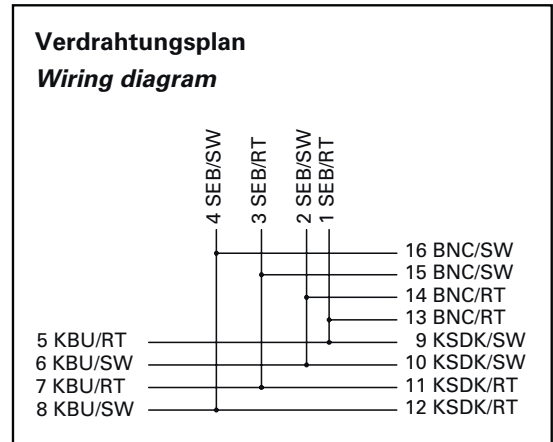 Verdrahtungsplan
Wiring diagram
4 SEB/SW
3 SEB/RT
2 SEB/SW
1 SEB/RT
16 BNC/SW
15 BNC/SW
14 BNC/RT
13 BNC/RT
5 KBU/RT
9 KSDK/SW
6 KBU/SW
10 KSDK/SW
7 KBU/RT
11 KSDK/RT
8 KBU/SW
12 KSDK/RT